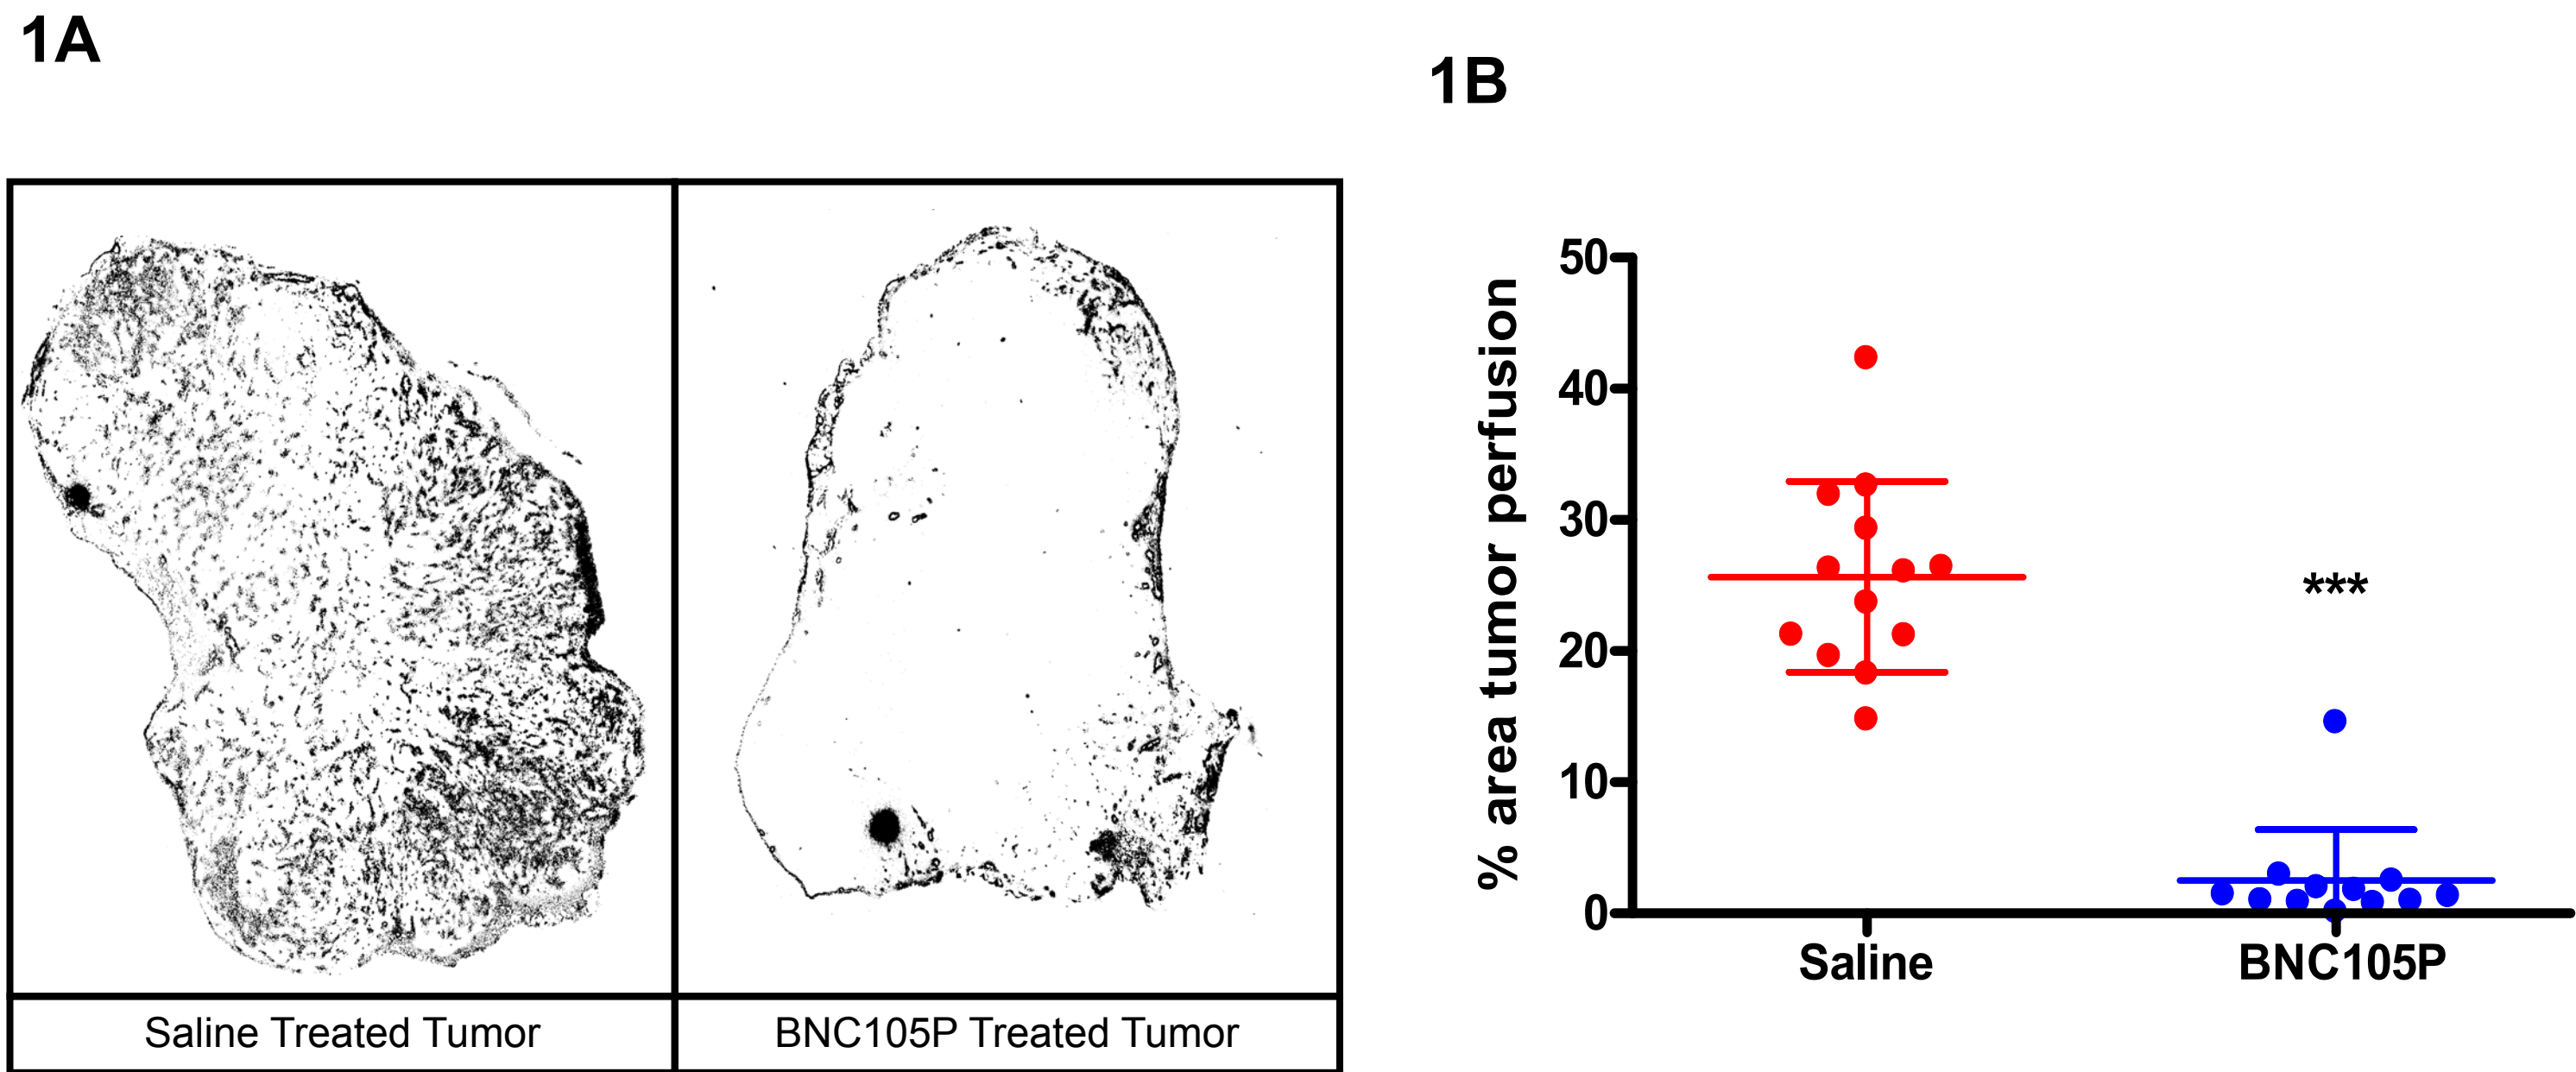 1A
Saline Treated Tumor
BNC105P Treated Tumor
1B
% area tumor perfusion
50
40
30
20
10
0
***
Saline
BNC105P